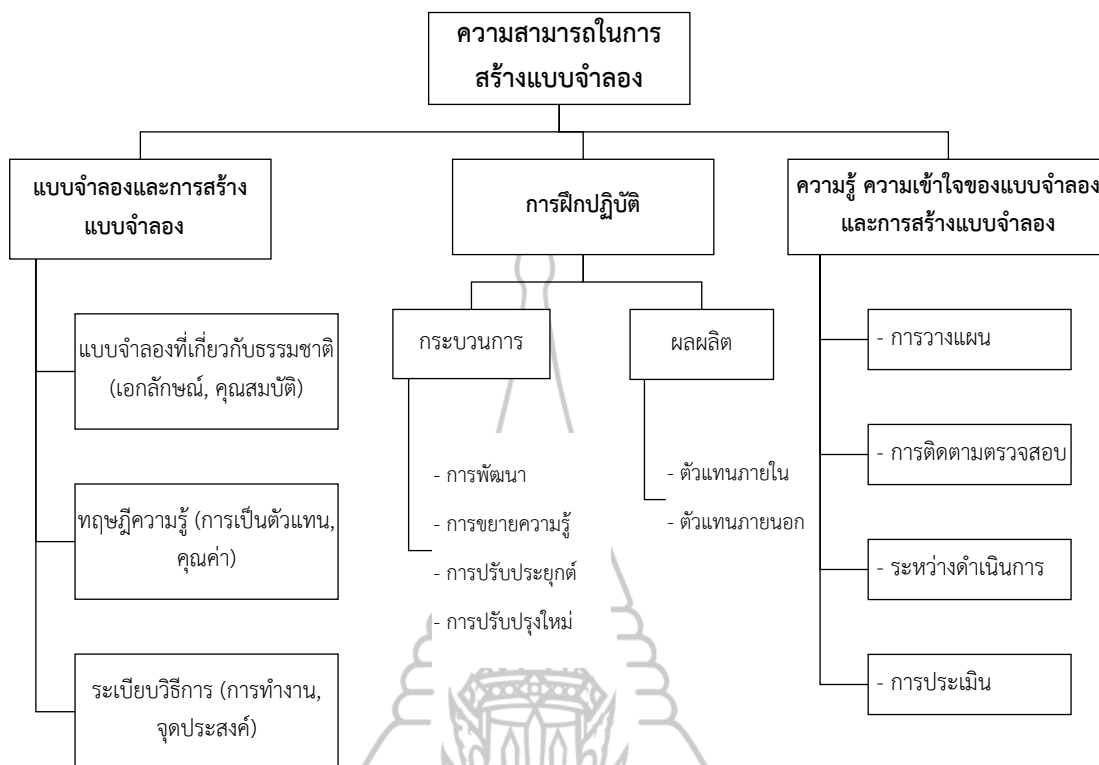 ความสามารถในการ
สร้างแบบจำลอง
แบบจำลองและการสร้าง
แบบจำลอง
แบบจำลองที่เกี่ยวกับธรรมชาติ
(เอกลักษณ์, คุณสมบัติ)
ทฤษฎีความรู้ (การเป็นตัวแทน,
คุณค่า)
ระเบียบวิธีการ (การทำงาน,
จุดประสงค์)
การฝึกปฏิบัติ
กระบวนการ
- การพัฒนา
- การขยายความรู้
- การปรับประยุกต์
- การปรับปรุงใหม่
ผลผลิต
- ตัวแทนภายใน
- ตัวแทนภายนอก
ความรู้ ความเข้าใจของแบบจำลอง
และการสร้างแบบจำลอง
- การวางแผน
- การติดตามตรวจสอบ
- ระหว่างดำเนินการ
- การประเมิน